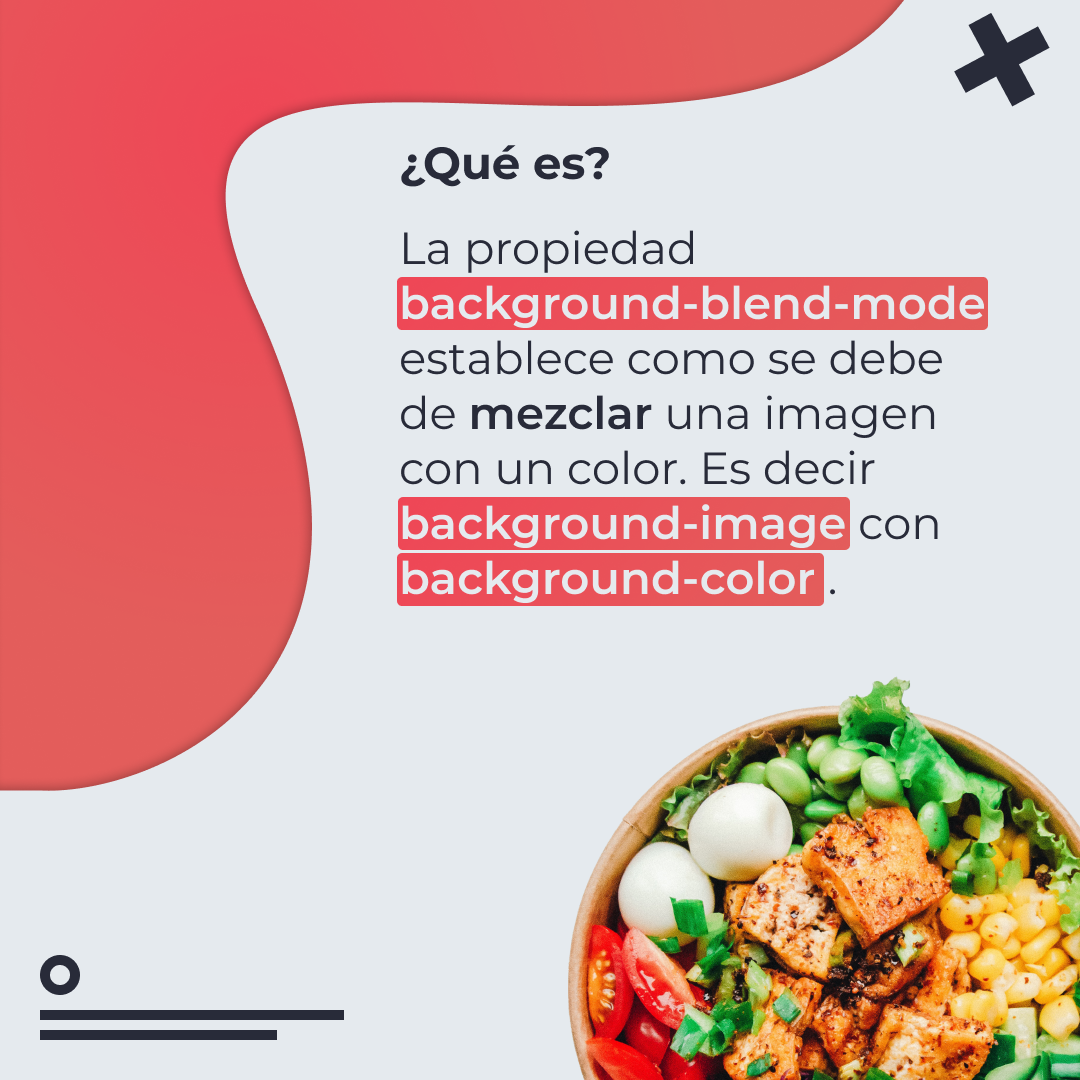 ¿Qué es?
La propiedad
background-blend-mode
establece como se debe
de mezclar una imagen
con un color. Es decir
background-image con
background-color .